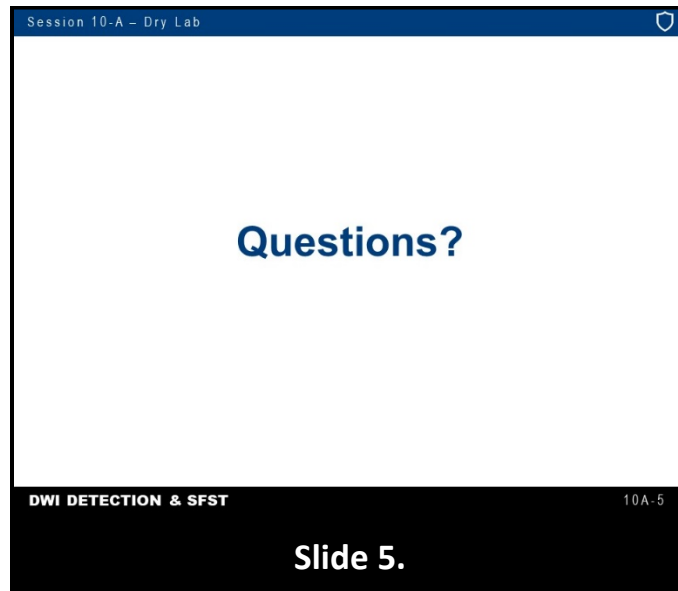 Session 10-A – Dry Lab
Questions?
DWI DETECTION & SFST
10A-5
Slide 5.